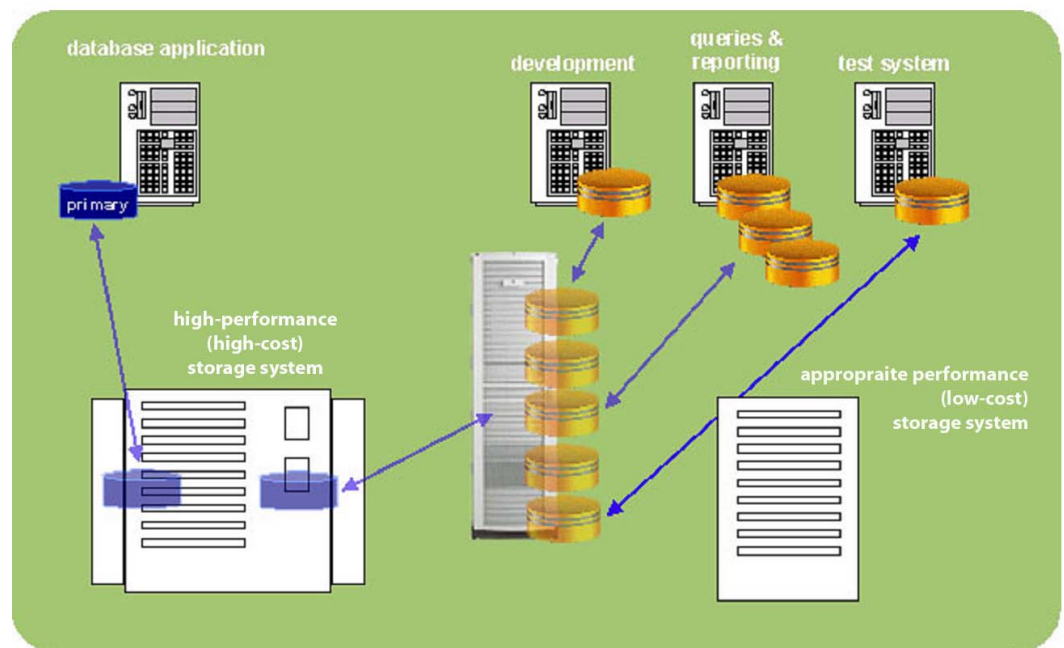 database application
development
queries &
reporting
test system
primary
high-performance
(high-cost)
storage system
appropraite performance
(low-cost)
storage system